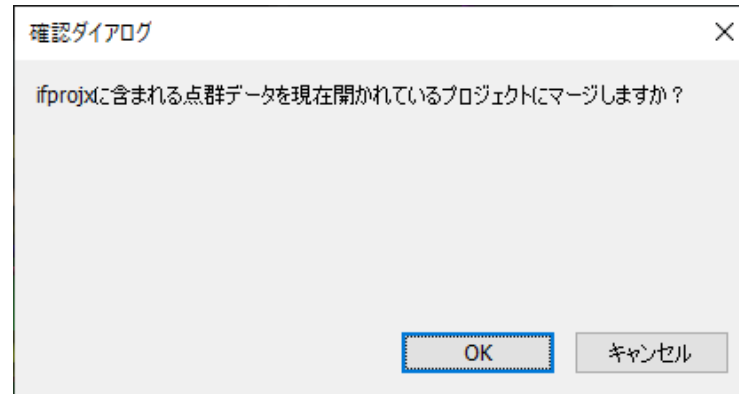 確認ダイアログ
ifprojxに含まれる点群データを現在開かれているプロジェクトにマージしますか？
OK
キャンセル